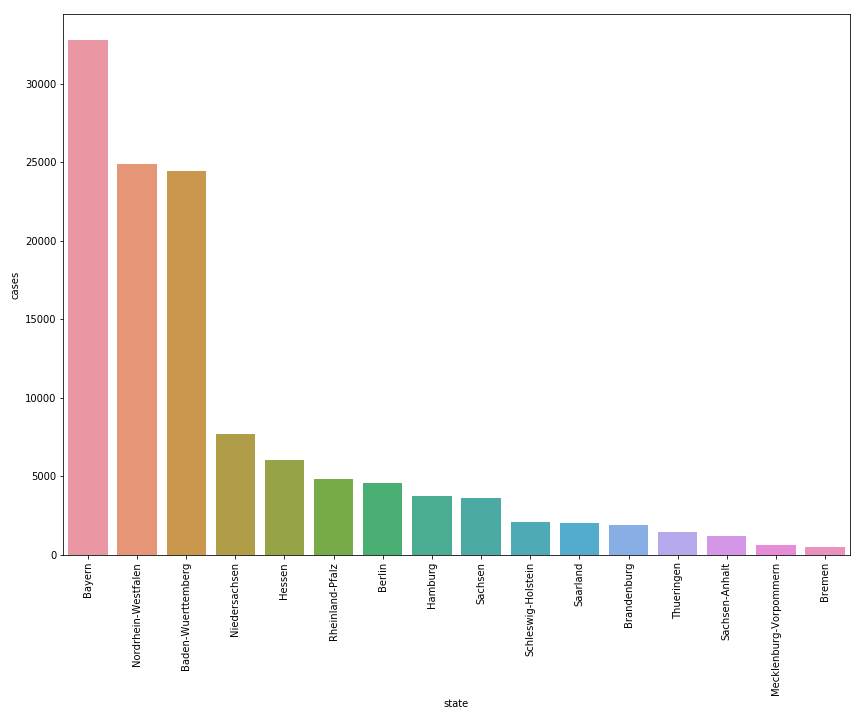 30000
25000
20000
15000
10000
5000
0
cases
Bayern
Nordrhein-Westfalen
Baden-Wuerttemberg
Niedersachsen
Hessen
Rheinland-Pfalz
Berlin
Hamburg
Sachsen
Schleswig-Holstein
Saarland
Brandenburg
Thueringen
Sachsen-Anhalt
Mecklenburg-Vorpommern
Bremen
state